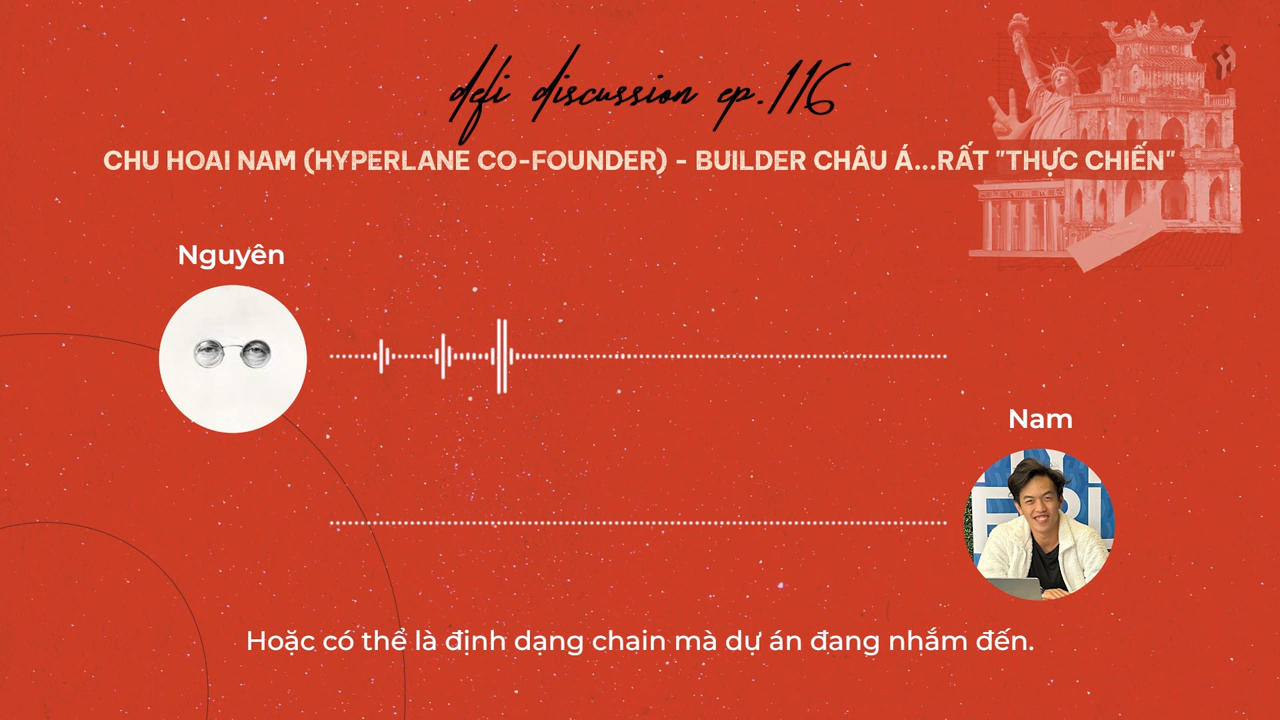 defi discussion ep.116
CHU HOAI NAM (HYPERLANE CO-FOUNDER) - BUILDER CHÂU Á...RẤT "THỰC CHIẾN"
Nguyên
Nam
Hoặc có thể là định dạng chain mà dự án đang nhắm đến.